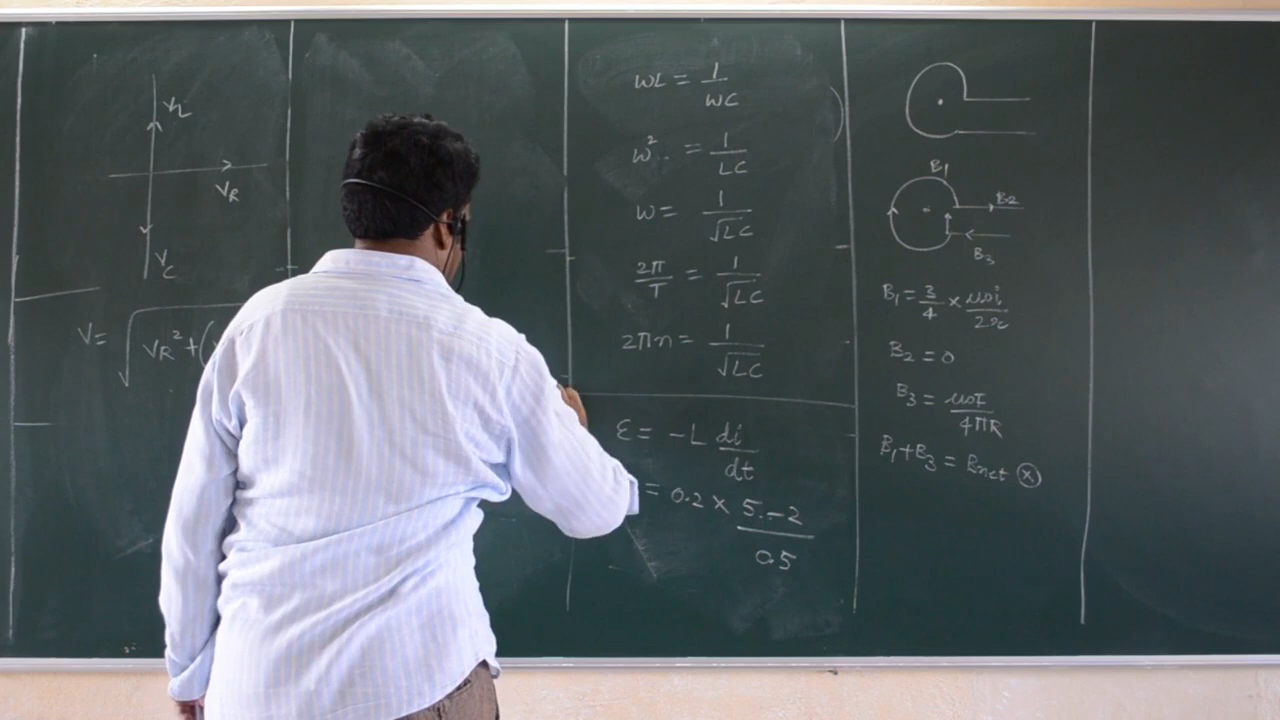 V_L
V_R
V_C
V = √V_R² + (
ωL = 1/ωC
ω² = 1/LC
ω = 1/√LC
2π/T = 1/√LC
2πn = 1/√LC
ε = -L di/dt
= 0.2 × 5-2/0.5
B₁
B₂
B₃
B₁ = 3/4 × μ₀i/2r
B₂ = 0
B₃ = μ₀I/4πR
B₁ + B₃ = Bnet ⊗